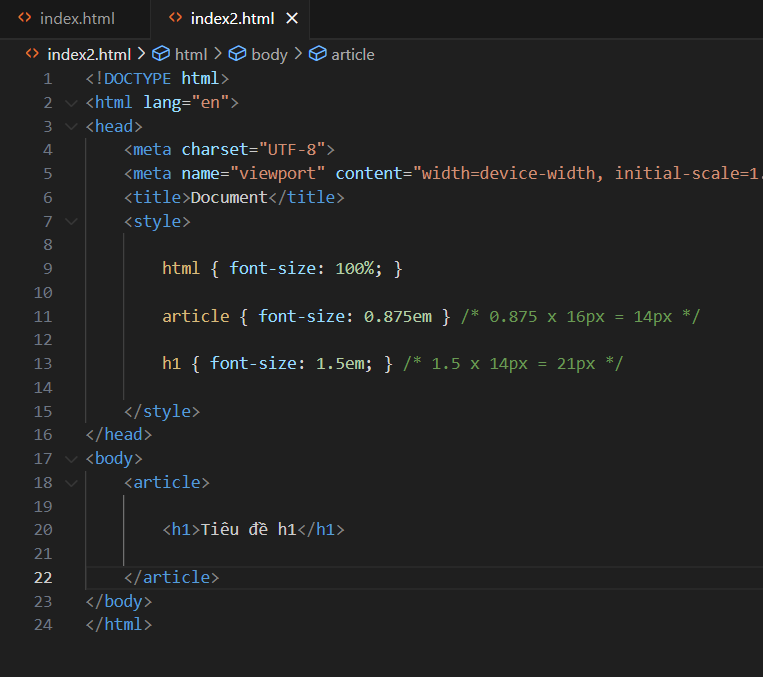 index.html index2.html
index2.html html body article
1 <!DOCTYPE html>
2 <html lang="en">
3 <head>
4 <meta charset="UTF-8">
5 <meta name="viewport" content="width=device-width, initial-scale=1.
6 <title>Document</title>
7 <style>
8
9 html { font-size: 100%; }
10
11 article { font-size: 0.875em } /* 0.875 x 16px = 14px */
12
13 h1 { font-size: 1.5em; } /* 1.5 x 14px = 21px */
14
15 </style>
16 </head>
17 <body>
18 <article>
19
20 <h1>Tiêu đề h1</h1>
21
22 </article>
23 </body>
24 </html>